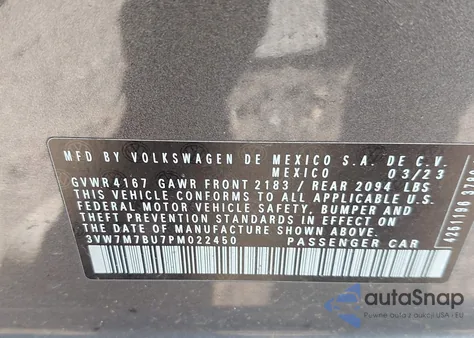 MFD BY VOLKSWAGEN DE MEXICO S.A. DE C.V.
MEXICO 03/23
GVWR 4167 GAWR FRONT 2183 / REAR 2094 LBS
THIS VEHICLE CONFORMS TO ALL APPLICABLE U.S.
FEDERAL MOTOR VEHICLE SAFETY, BUMPER AND
THEFT PREVENTION STANDARDS IN EFFECT ON THE
DATE OF MANUFACTURE SHOWN ABOVE.
3VW7M7BU7PM022450 PASSENGER CAR
autoSnap